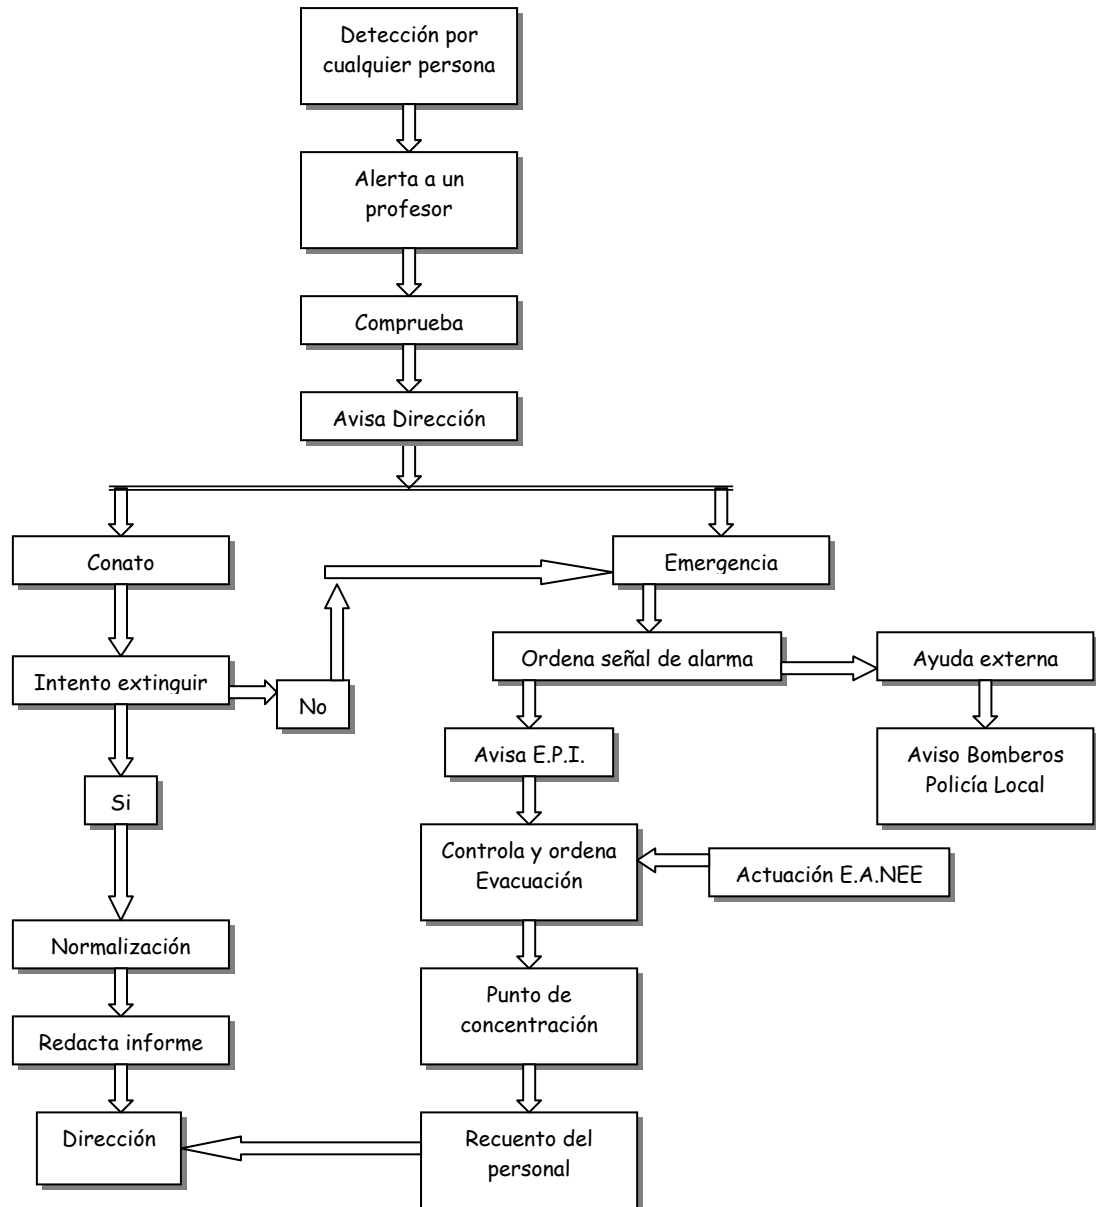 Detección por
cualquier persona
Alerta a un
profesor
Comprueba
Avisa Dirección
Conato
Emergencia
Intento extinguir
No
Ordena señal de alarma
Ayuda externa
Avisa E.P.I.
Aviso Bomberos
Policía Local
Si
Controla y ordena
Evacuación
Actuación E.A.NEE
Normalización
Punto de
concentración
Redacta informe
Dirección
Recuento del
personal